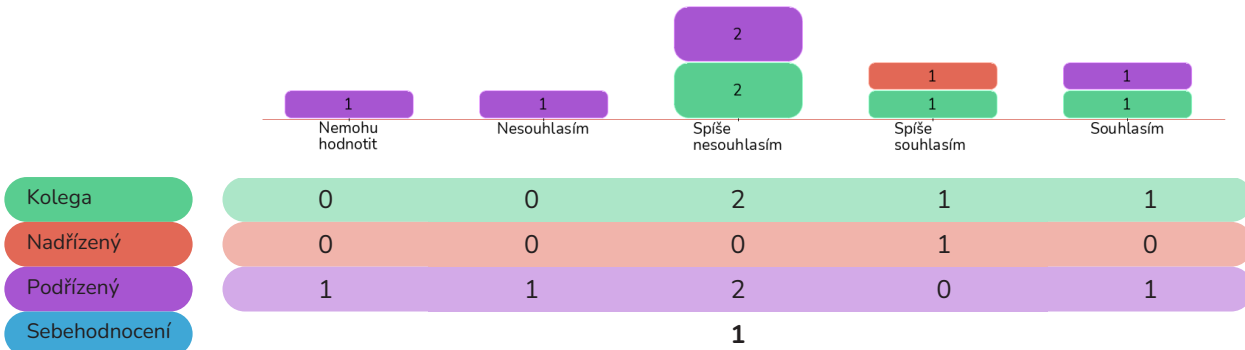 2
2
1
1
1
1
1
1
Nemohu
hodnotit
Nesouhlasím
Spíše
nesouhlasím
Spíše
souhlasím
Souhlasím
Kolega 0 0 2 1 1
Nadřízený 0 0 0 1 0
Podřízený 1 1 2 0 1
Sebehodnocení 1